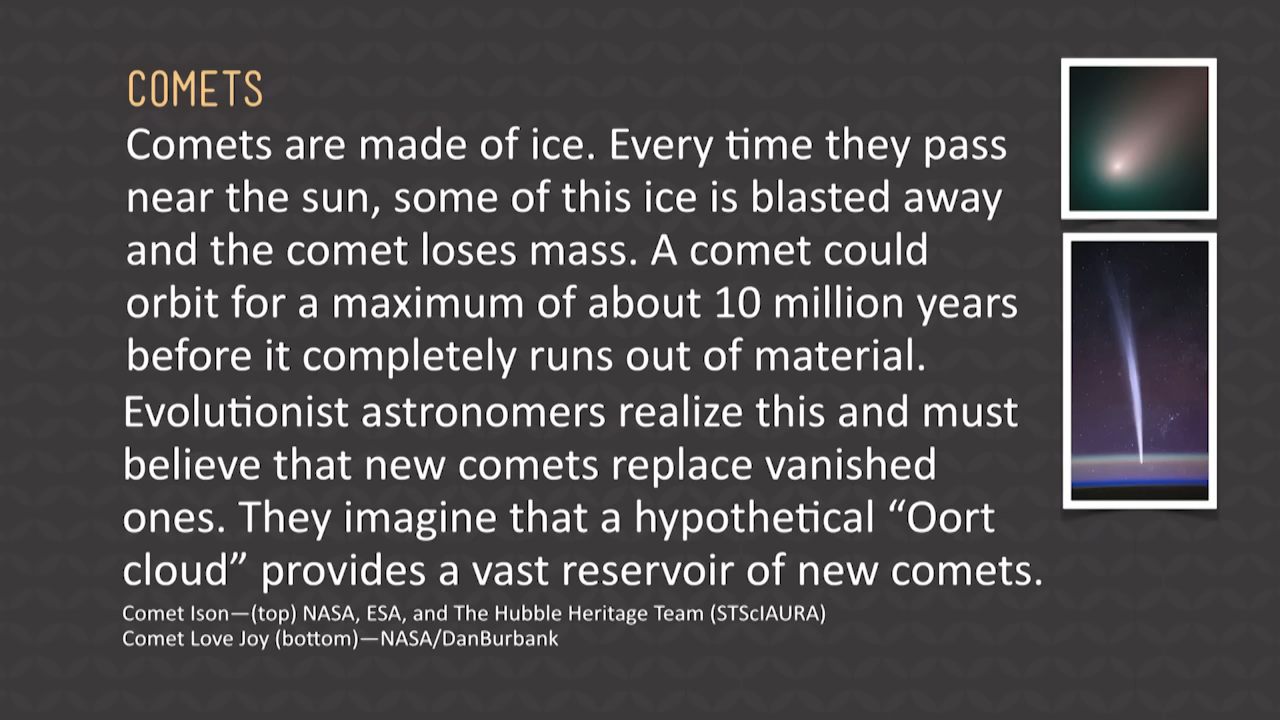 COMETS
Comets are made of ice. Every time they pass
near the sun, some of this ice is blasted away
and the comet loses mass. A comet could
orbit for a maximum of about 10 million years
before it completely runs out of material.
Evolutionist astronomers realize this and must
believe that new comets replace vanished
ones. They imagine that a hypothetical “Oort
cloud” provides a vast reservoir of new comets.
Comet Ison—(top) NASA, ESA, and The Hubble Heritage Team (STScIAURA)
Comet Love Joy (bottom)—NASA/DanBurbank